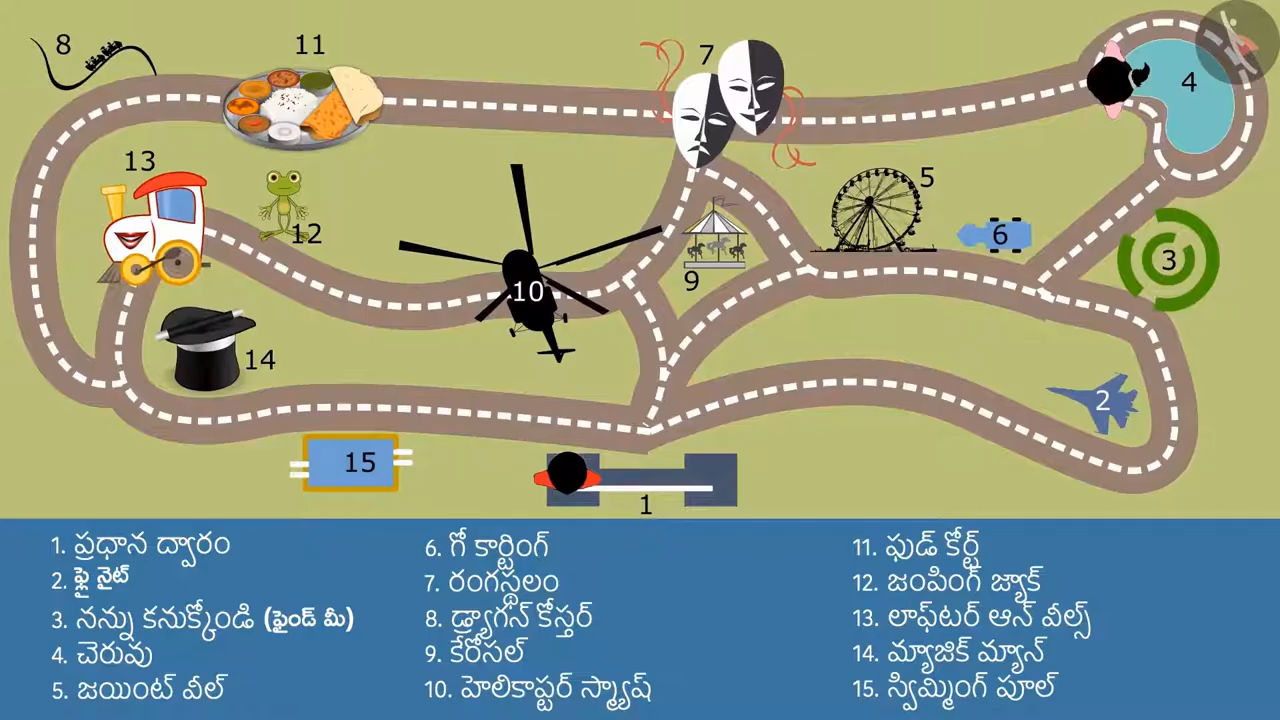 8
11
7
4
13
5
12
6
3
9
10
14
2
15
1
1. ప్రధాన ద్వారం
2. ఫ్లై నైట్
3. నన్ను కనుక్కోండి (ఫైండ్ మీ)
4. చెరువు
5. జయింట్ వీల్
6. గో కార్టింగ్
7. రంగస్థలం
8. డ్ర్యాగన్ కోస్తర్
9. కేరోసల్
10. హెలికాప్టర్ స్మ్యాష్
11. ఫుడ్ కోర్ట్
12. జంపింగ్ జ్యాక్
13. లాఫ్‌టర్ ఆన్ వీల్స్
14. మ్యాజిక్ మ్యాన్
15. స్విమ్మింగ్ పూల్